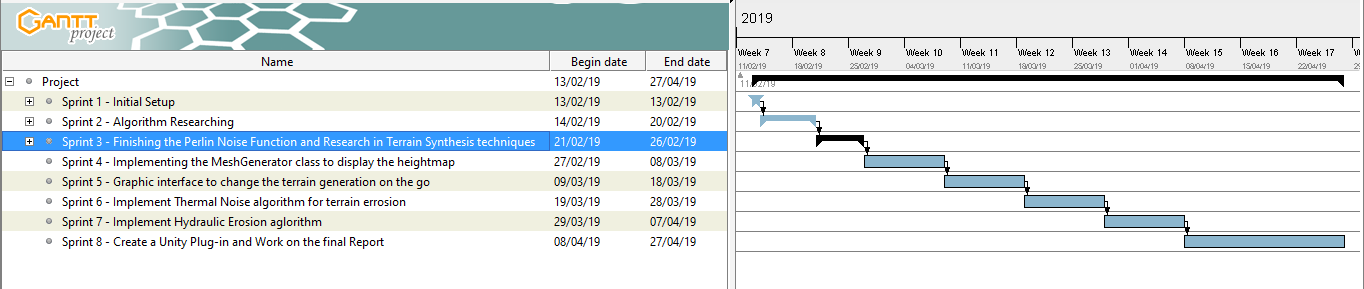 GANTT
project
2019
Week 7 Week 8 Week 9 Week 10 Week 11 Week 12 Week 13 Week 14 Week 15 Week 16 Week 17
Name Begin date End date 11/02/19 18/02/19 25/02/19 04/03/19 11/03/19 18/03/19 25/03/19 01/04/19 08/04/19 15/04/19 22/04/19 29
Project 13/02/19 27/04/19
11/02/19
Sprint 1 - Initial Setup 13/02/19 13/02/19
Sprint 2 - Algorithm Researching 14/02/19 20/02/19
Sprint 3 - Finishing the Perlin Noise Function and Research in Terrain Synthesis techniques 21/02/19 26/02/19
Sprint 4 - Implementing the MeshGenerator class to display the heightmap 27/02/19 08/03/19
Sprint 5 - Graphic interface to change the terrain generation on the go 09/03/19 18/03/19
Sprint 6 - Implement Thermal Noise algorithm for terrain errosion 19/03/19 28/03/19
Sprint 7 - Implement Hydraulic Erosion aglorithm 29/03/19 07/04/19
Sprint 8 - Create a Unity Plug-in and Work on the final Report 08/04/19 27/04/19